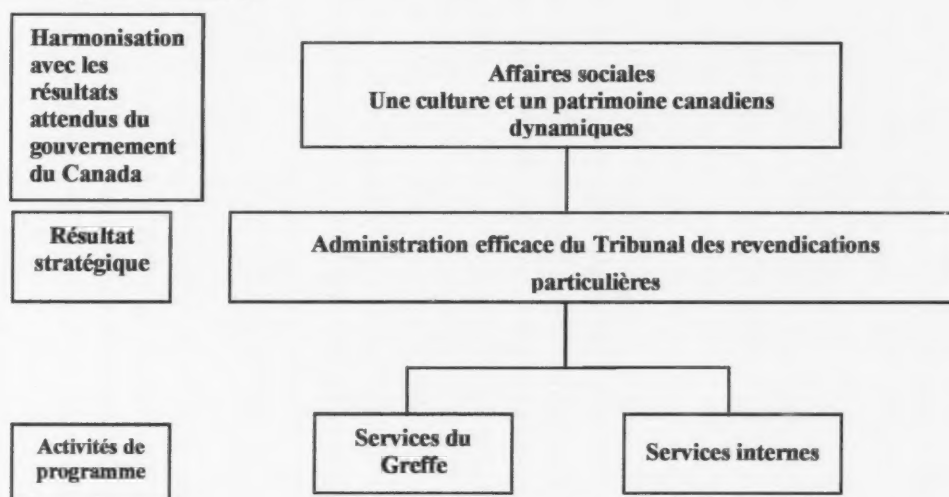 Harmonisation
avec les
résultats
attendus du
gouvernement
du Canada
Affaires sociales
Une culture et un patrimoine canadiens
dynamiques
Résultat
stratégique
Administration efficace du Tribunal des revendications
particulières
Activités de
programme
Services du
Greffe
Services internes